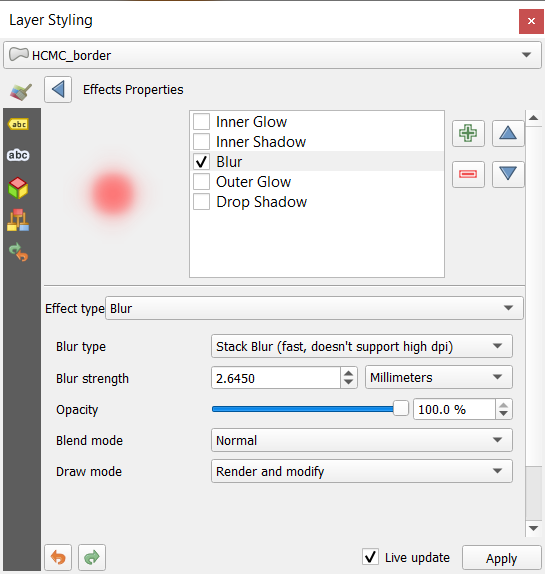 Layer Styling
HCMC_border
Effects Properties
abc
abc
Inner Glow
Inner Shadow
Blur
Outer Glow
Drop Shadow
Effect type Blur
Blur type Stack Blur (fast, doesn't support high dpi)
Blur strength 2.6450 Millimeters
Opacity 100.0 %
Blend mode Normal
Draw mode Render and modify
Live update Apply